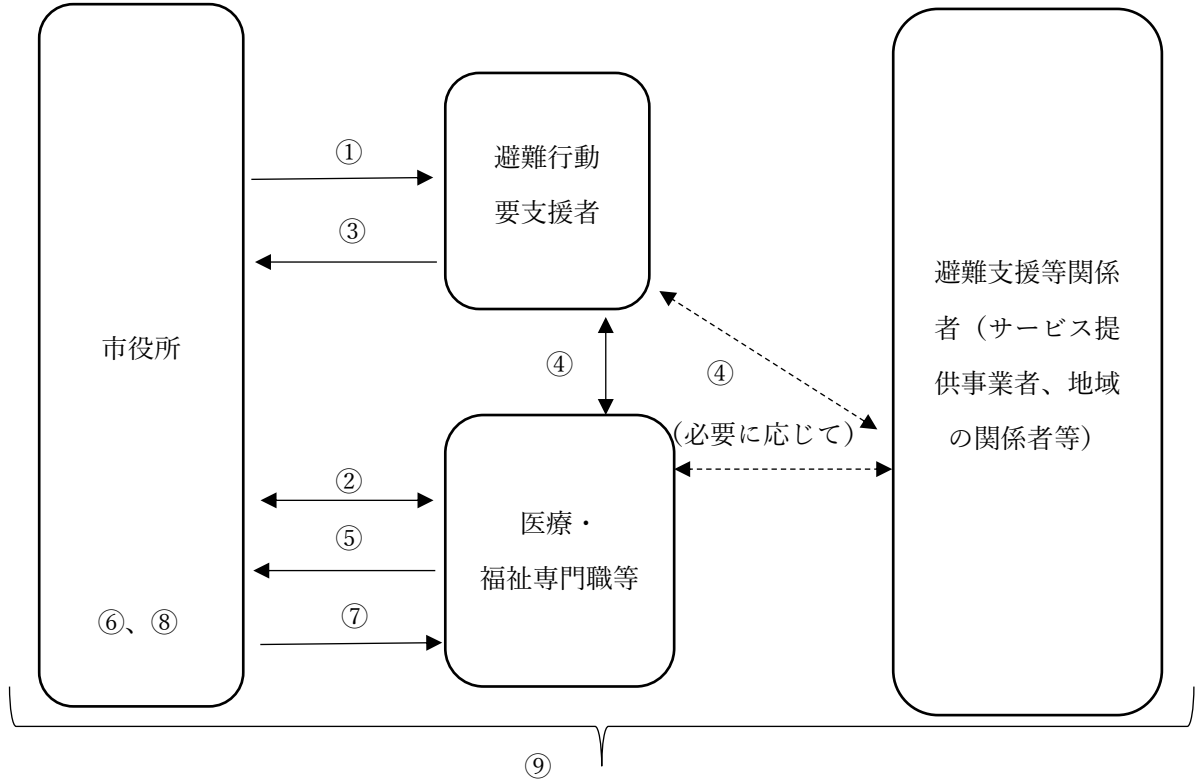 市役所
⑥、⑧
①
③
避難行動
要支援者
④
④
（必要に応じて）
②
⑤
⑦
医療・
福祉専門職等
避難支援等関係
者（サービス提
供事業者、地域
の関係者等）
⑨